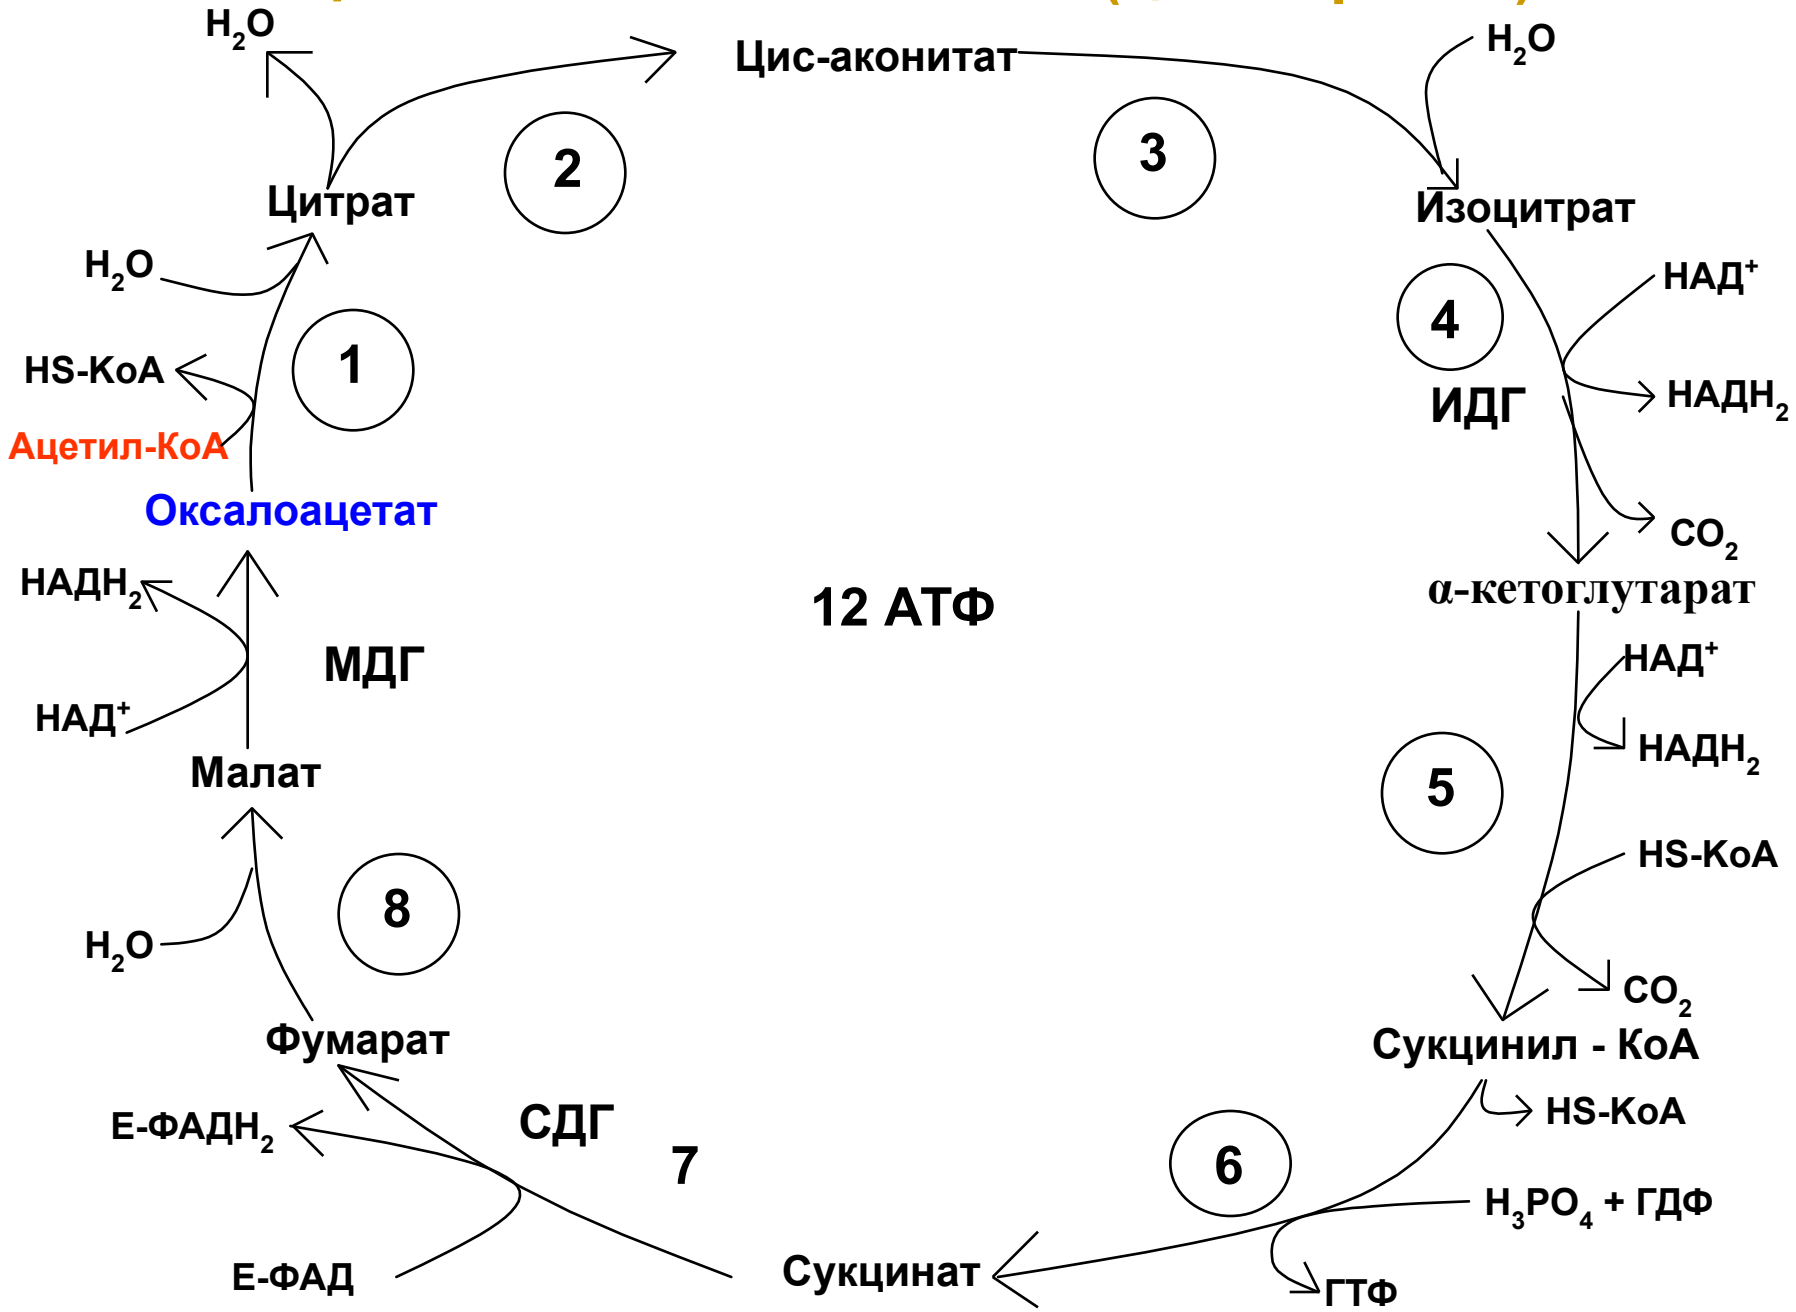 H₂O
Цис-аконитат
H₂O
2
3
Цитрат
Изоцитрат
H₂O
НАД⁺
4
1
HS-КоА
НАДН₂
ИДГ
Ацетил-КоА
Оксалоацетат
CO₂
НАДН₂
α-кетоглутарат
12 АТФ
МДГ
НАД⁺
НАД⁺
НАДН₂
Малат
5
HS-КоА
8
H₂O
CO₂
Фумарат
Сукцинил - КоА
HS-КоА
Е-ФАДН₂
СДГ
7
6
H₃PO₄ + ГДФ
Е-ФАД
Сукцинат
ГТФ